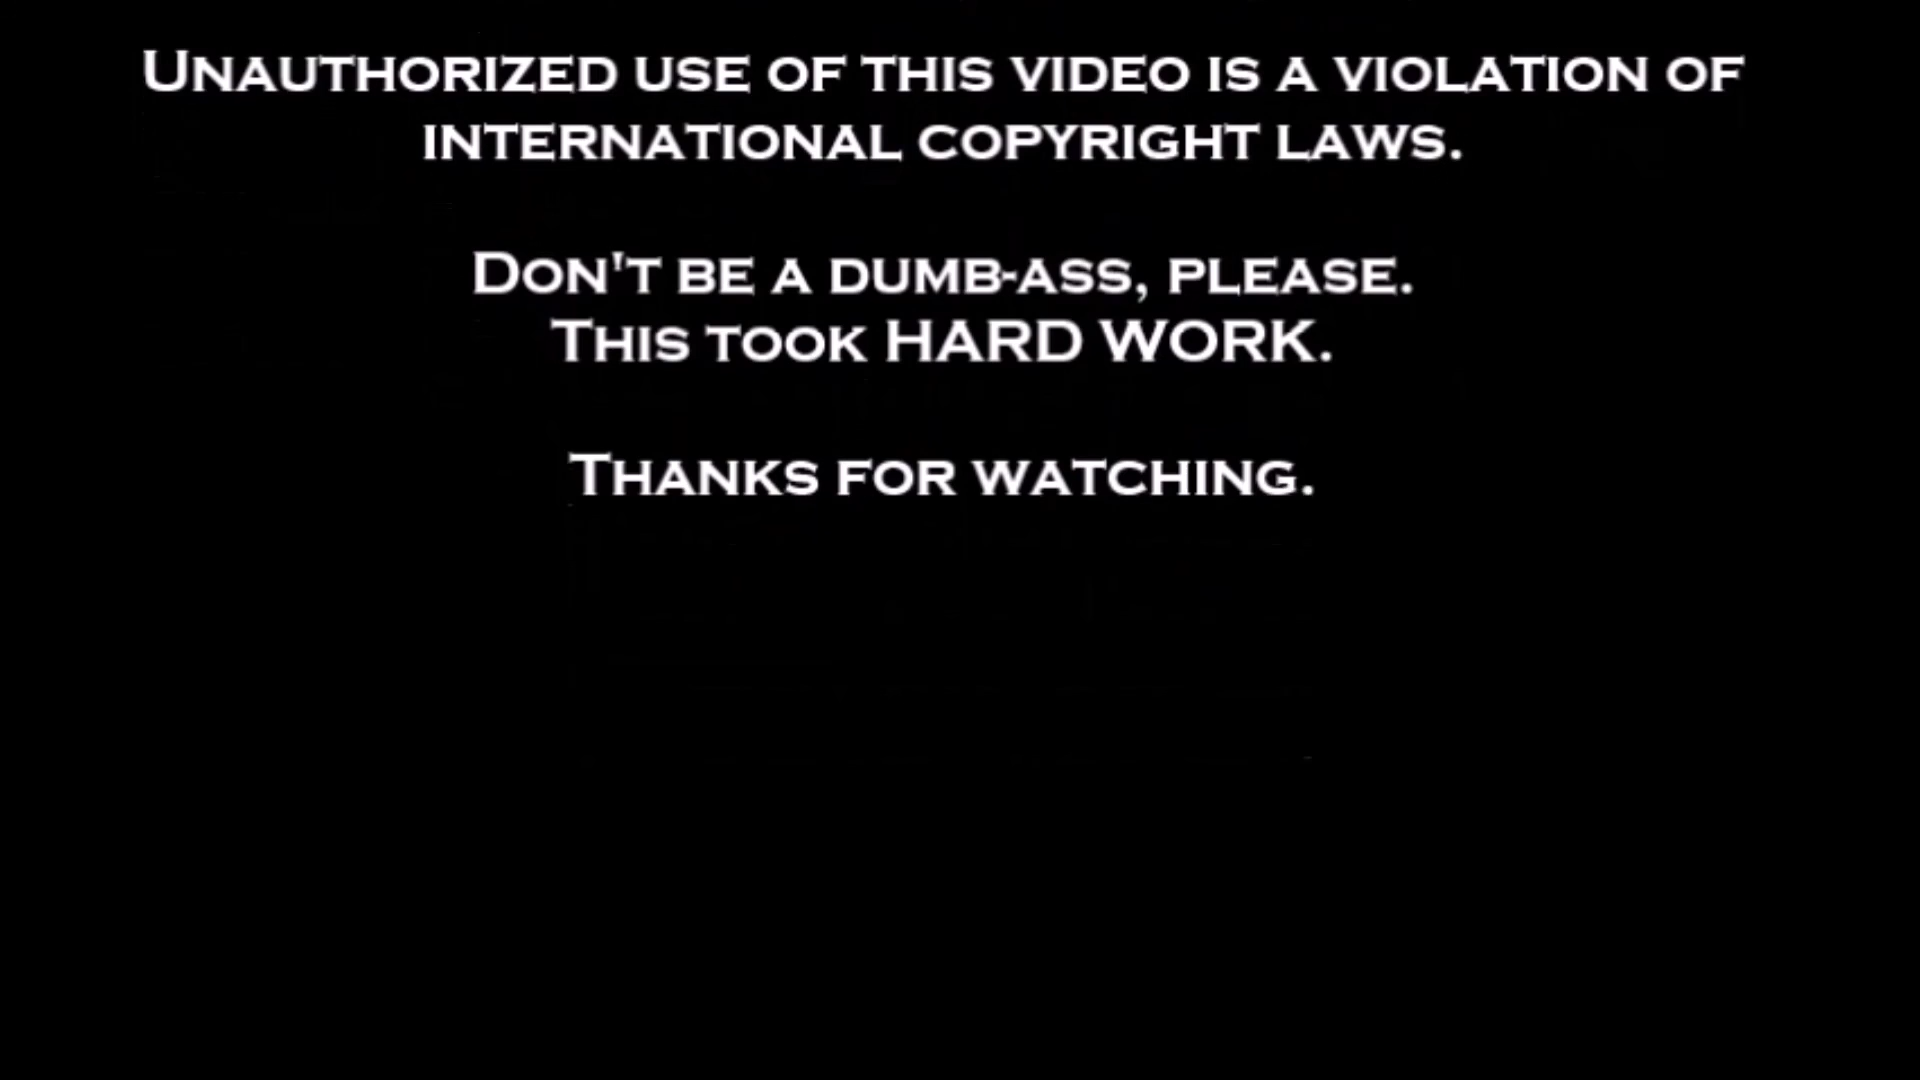 Unauthorized use of this video is a violation of
international copyright laws.
Don't be a dumb-ass, please.
This took HARD WORK.
Thanks for watching.